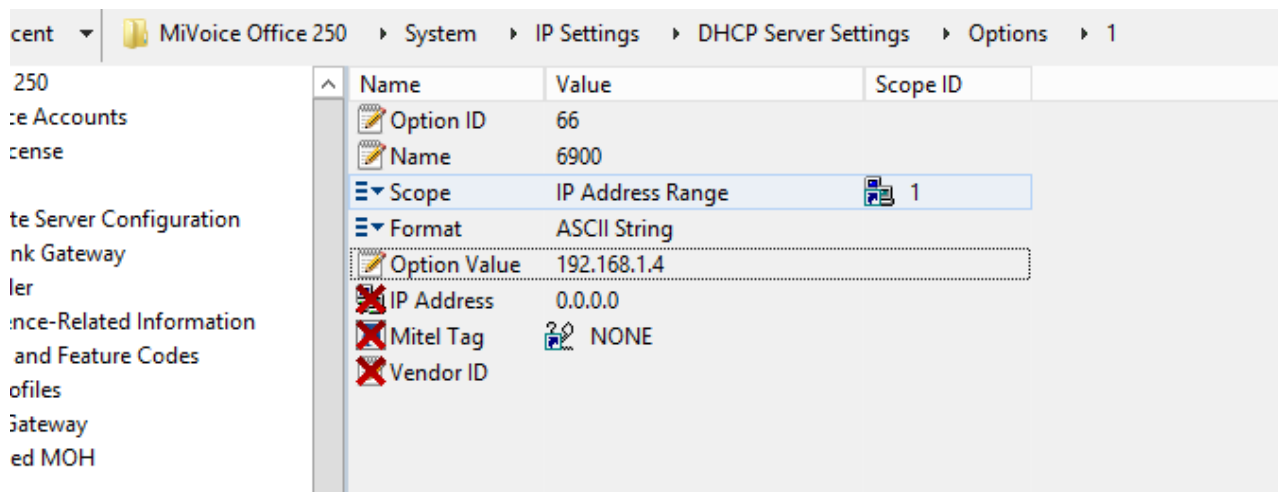 cent MiVoice Office 250 System IP Settings DHCP Server Settings Options 1
250
Name Value Scope ID
ce Accounts
Option ID 66
cense
Name 6900
Scope IP Address Range 1
te Server Configuration
Format ASCII String
nk Gateway
Option Value 192.168.1.4
ler
IP Address 0.0.0.0
ence-Related Information
Mitel Tag NONE
and Feature Codes
Vendor ID
ofiles
Gateway
ed MOH